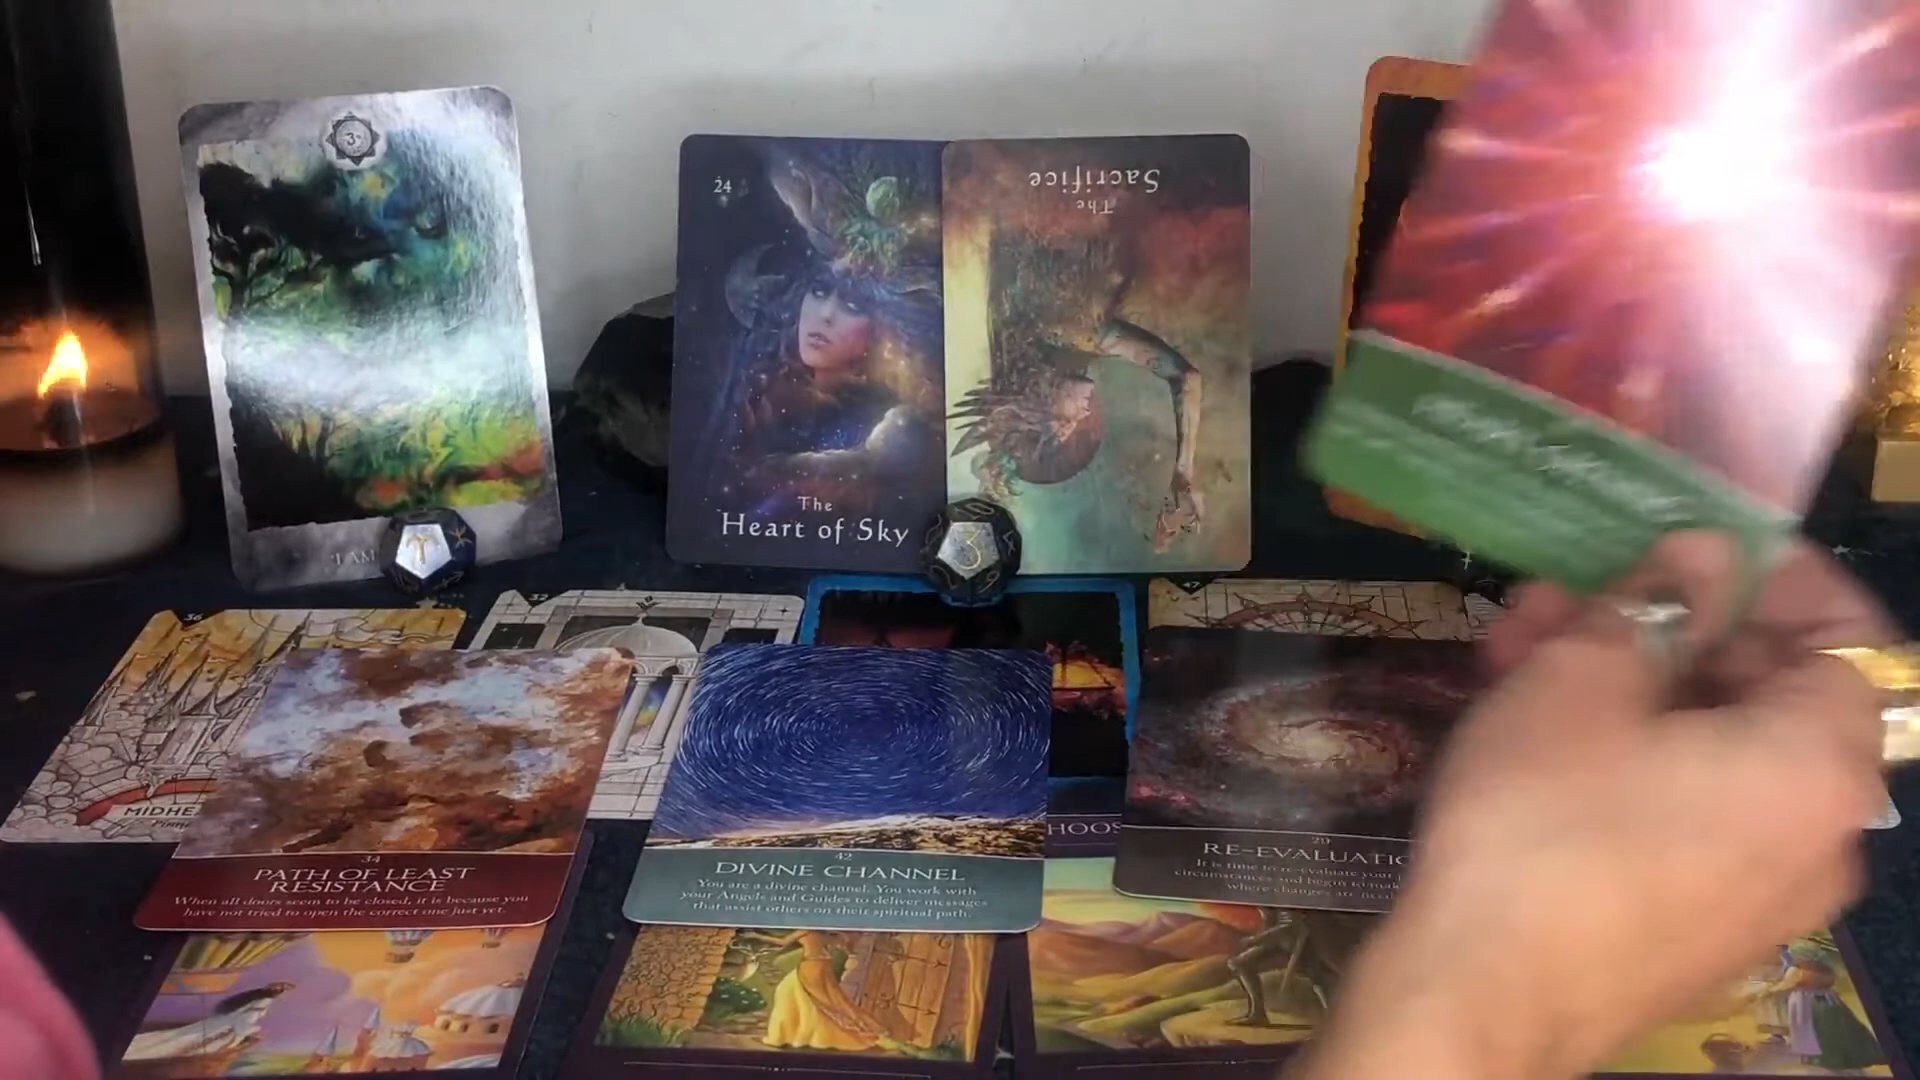 3
24
The
Sacrifice
The
Heart of Sky
3
"I AM
36
32
47
MIDHE
34
PATH OF LEAST
RESISTANCE
When all doors seem to be closed, it is because you
have not tried to open the correct one just yet.
42
DIVINE CHANNEL
You are a divine channel. You work with
your Angels and Guides to deliver messages
that assist others on their spiritual path.
HOOS
RE-EVALUATIO
It is time to re-evaluate your
circumstances and begin to mak
where changes are